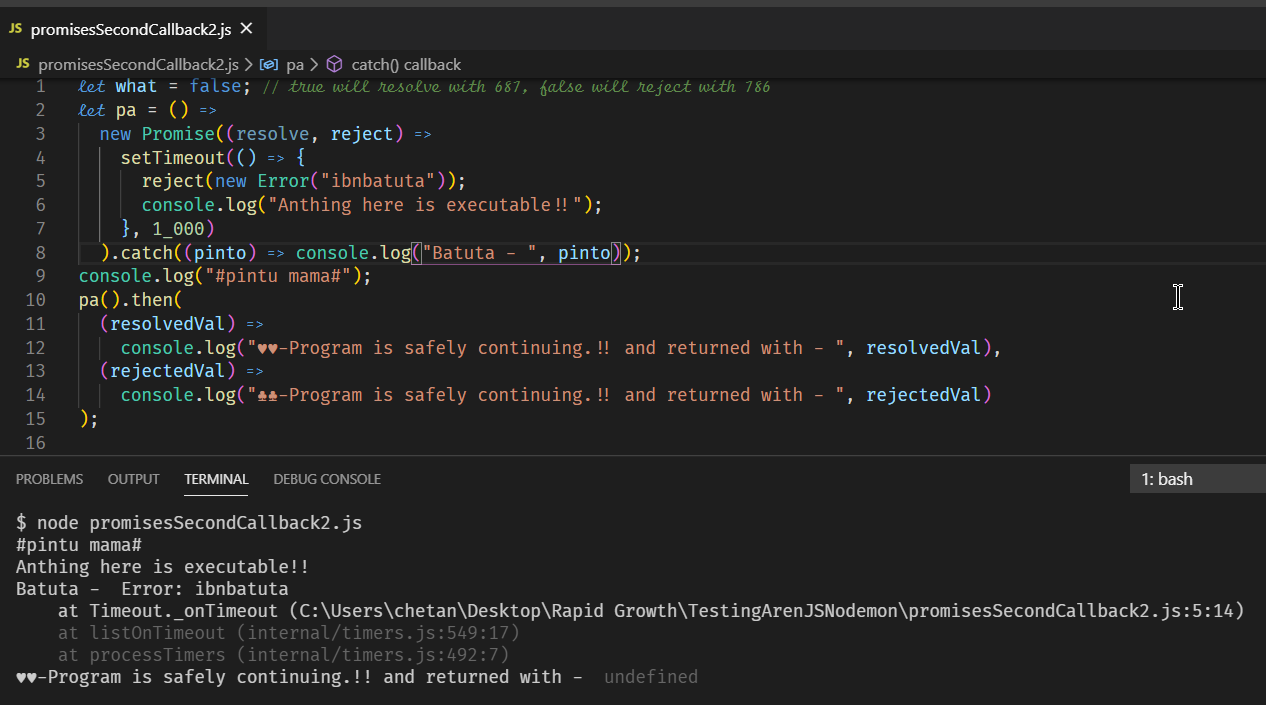 JS promisesSecondCallback2.js ×
JS promisesSecondCallback2.js > pa > catch() callback
1 let what = false; // true will resolve with 687, false will reject with 786
2 let pa = () =>
3 new Promise((resolve, reject) =>
4 setTimeout(() => {
5 reject(new Error("ibnbatuta"));
6 console.log("Anthing here is executable!!");
7 }, 1_000)
8 ).catch((pinto) => console.log("Batuta - ", pinto));
9 console.log("#pintu mama#");
10 pa().then(
11 (resolvedVal) =>
12 console.log("♥♥-Program is safely continuing.!! and returned with - ", resolvedVal),
13 (rejectedVal) =>
14 console.log("♣♣-Program is safely continuing.!! and returned with - ", rejectedVal)
15 );
16
PROBLEMS OUTPUT TERMINAL DEBUG CONSOLE 1: bash
$ node promisesSecondCallback2.js
#pintu mama#
Anthing here is executable!!
Batuta -  Error: ibnbatuta
at Timeout._onTimeout (C:\Users\chetan\Desktop\Rapid Growth\TestingArenJSNodemon\promisesSecondCallback2.js:5:14)
at listOnTimeout (internal/timers.js:549:17)
at processTimers (internal/timers.js:492:7)
♥♥-Program is safely continuing.!! and returned with -  undefined